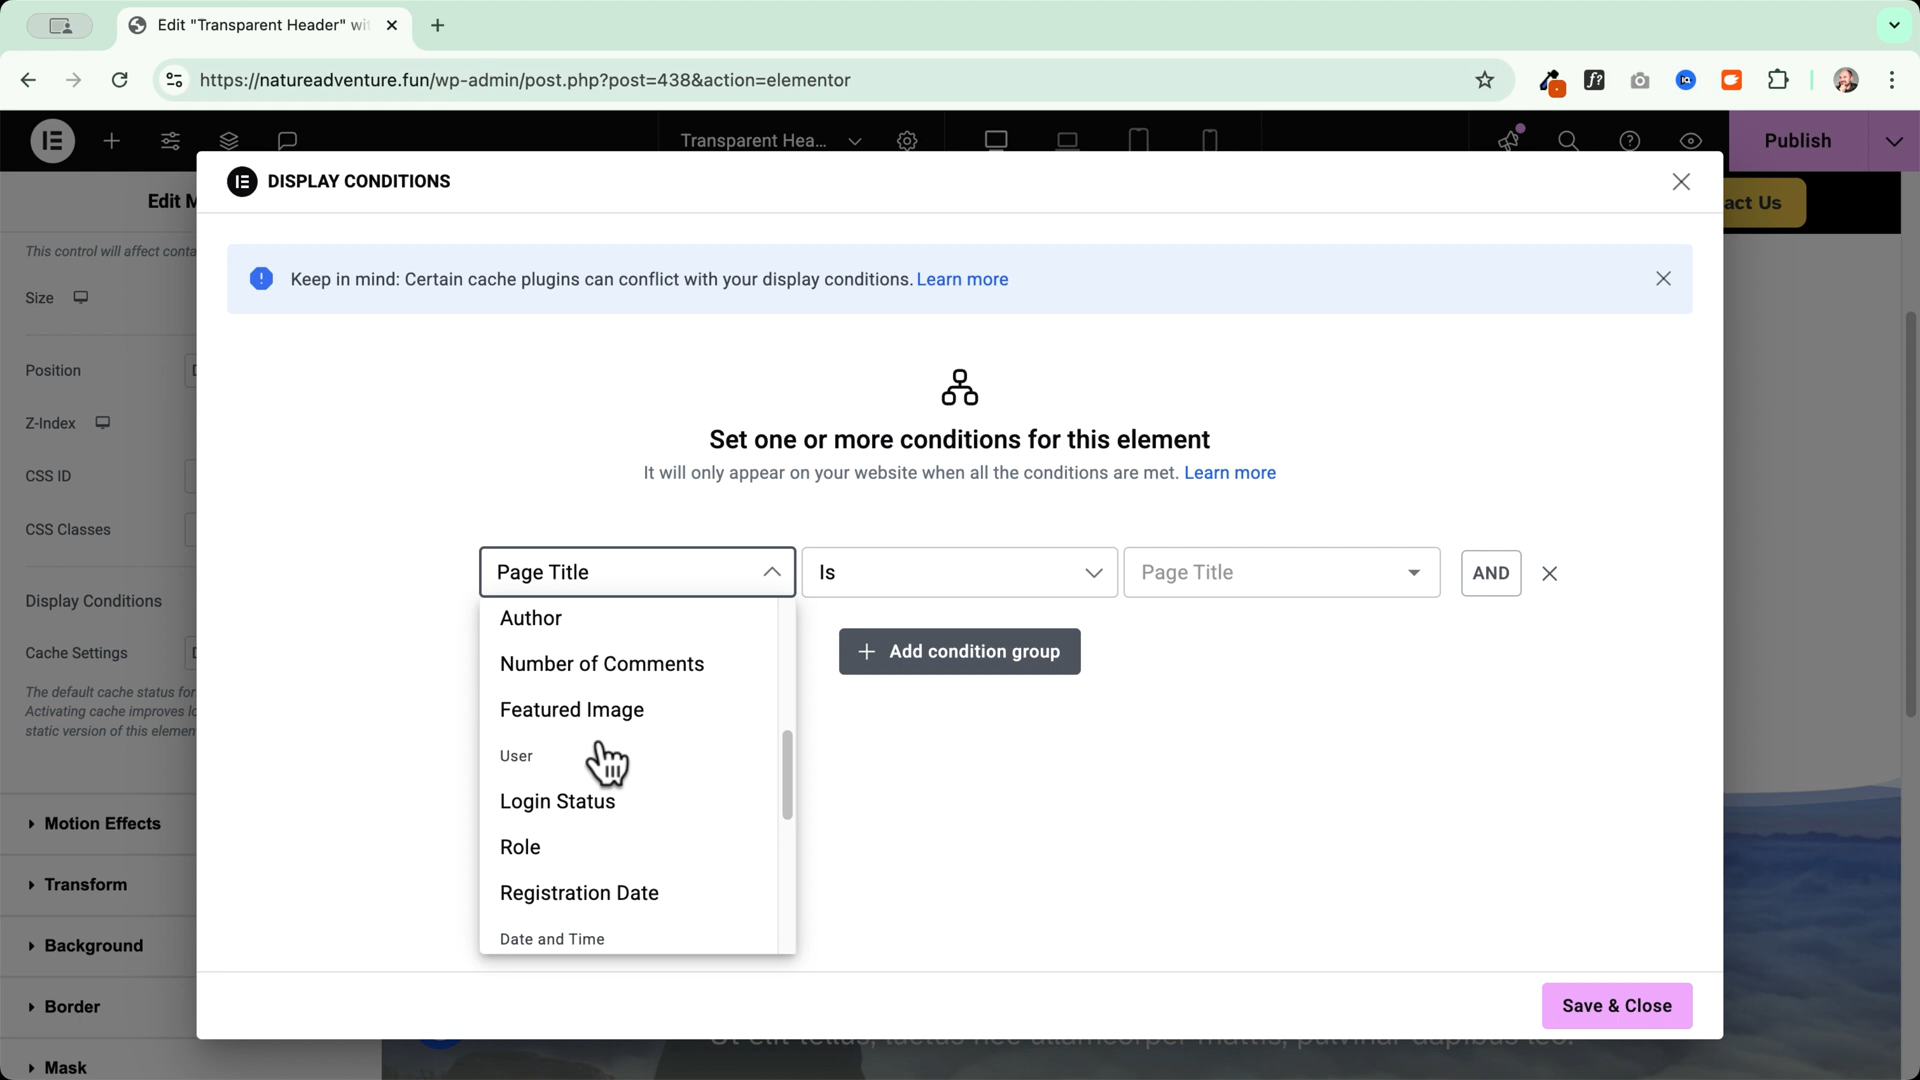 Edit "Transparent Header" wi
https://natureadventure.fun/wp-admin/post.php?post=438&action=elementor
Transparent Hea...
Publish
Edit M
DISPLAY CONDITIONS
act Us
This control will affect conta
Keep in mind: Certain cache plugins can conflict with your display conditions. Learn more
Size
Position
Set one or more conditions for this element
Z-Index
It will only appear on your website when all the conditions are met. Learn more
CSS ID
CSS Classes
Page Title
Is
Page Title
AND
Display Conditions
Author
Add condition group
Cache Settings
Number of Comments
The default cache status for
Activating cache improves lo
static version of this elemen
Featured Image
User
Login Status
Motion Effects
Role
Transform
Registration Date
Date and Time
Background
Border
Save & Close
Mask